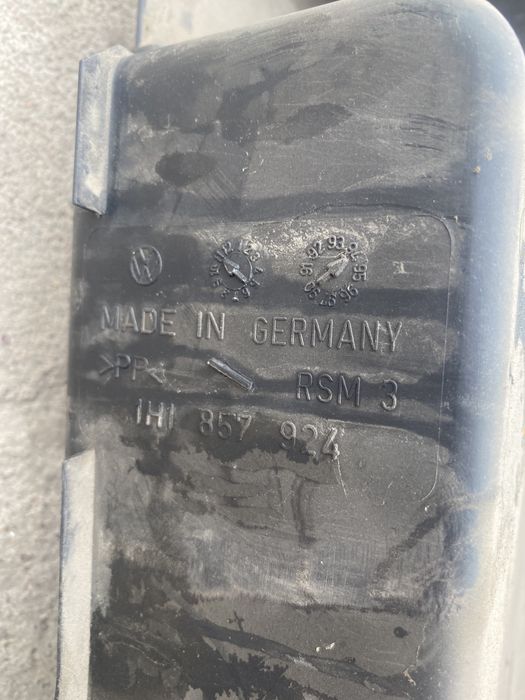 MADE IN GERMANY
>PP< RSM 3
1H1 857 924